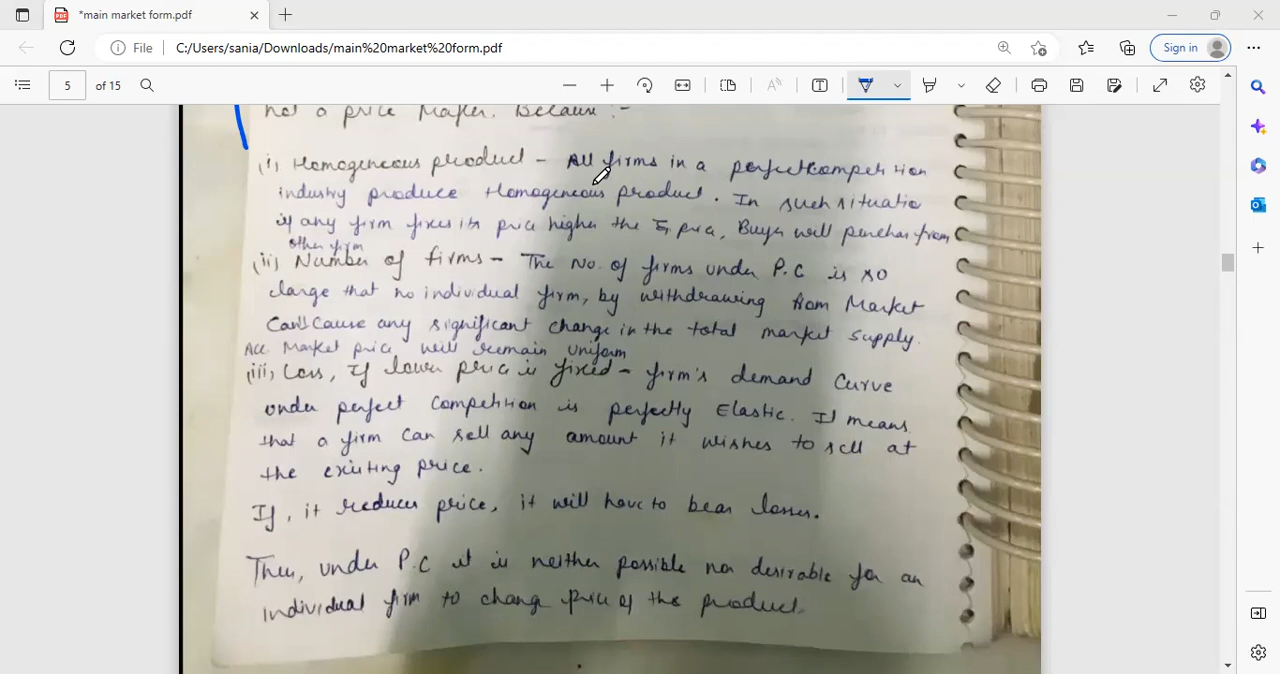 *main market form.pdf
File
C:/Users/sania/Downloads/main%20market%20form.pdf
Sign in
5 of 15
not a price Maker. Because :-
(i) Homogeneous product - All firms in a perfect competion
industry produce Homogeneous product. In such situatio
if any firm fixes its price higher the price, Buyer will purchase from
other firm
(ii) Number of firms - The No. of firms under P.C is so
large that no individual firm, by withdrawing from Market
Can't cause any significant change in the total market supply.
Acc. Market price will remain uniform
(iii) Loss, If lower price is fixed - firm's demand Curve
under perfect Competition is perfectly Elastic. It means
that a firm can sell any amount it wishes to sell at
the existing price.
If, it reduces price, it will have to bear losses.
Thus, under P.C it is neither possible nor desirable for an
individual firm to change price of the product.